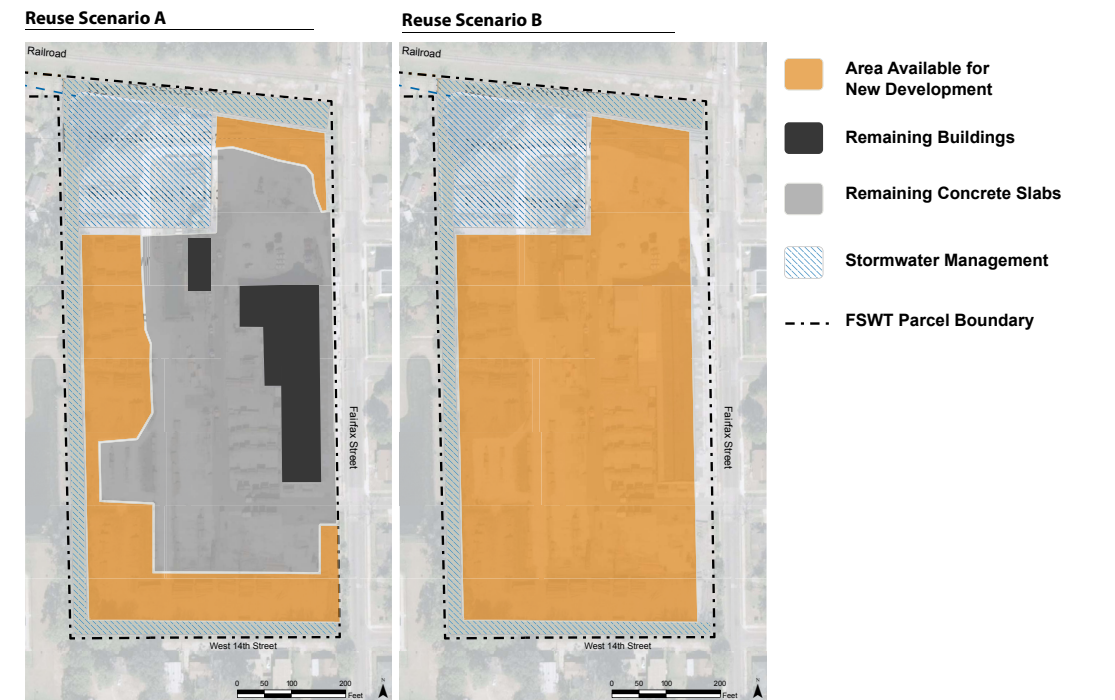 Reuse Scenario A
Railroad
Fairfax Street
West 14th Street
0 50 100 200
Feet
N
Reuse Scenario B
Railroad
Fairfax Street
West 14th Street
0 50 100 200
Feet
N
Area Available for
New Development
Remaining Buildings
Remaining Concrete Slabs
Stormwater Management
FSWT Parcel Boundary